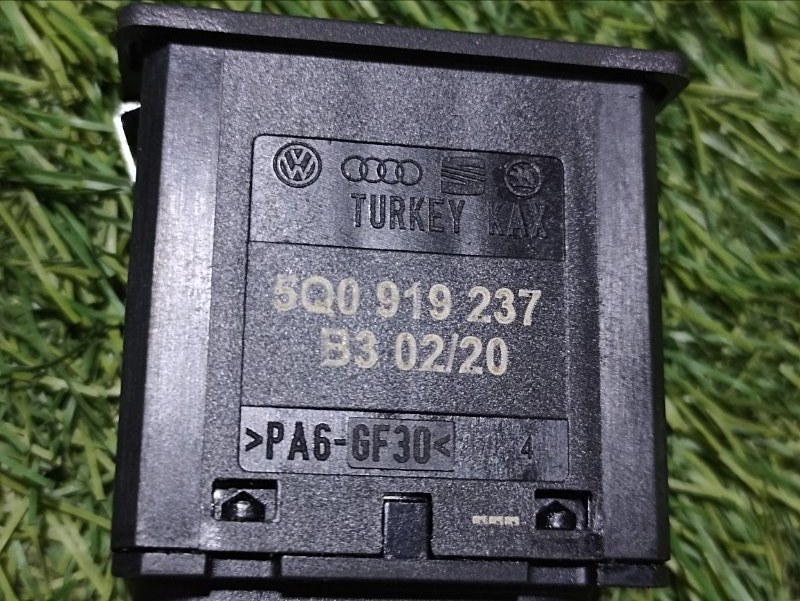 TURKEY KAX
5Q0 919 237
B3 02/20
>PA6-GF30< 4